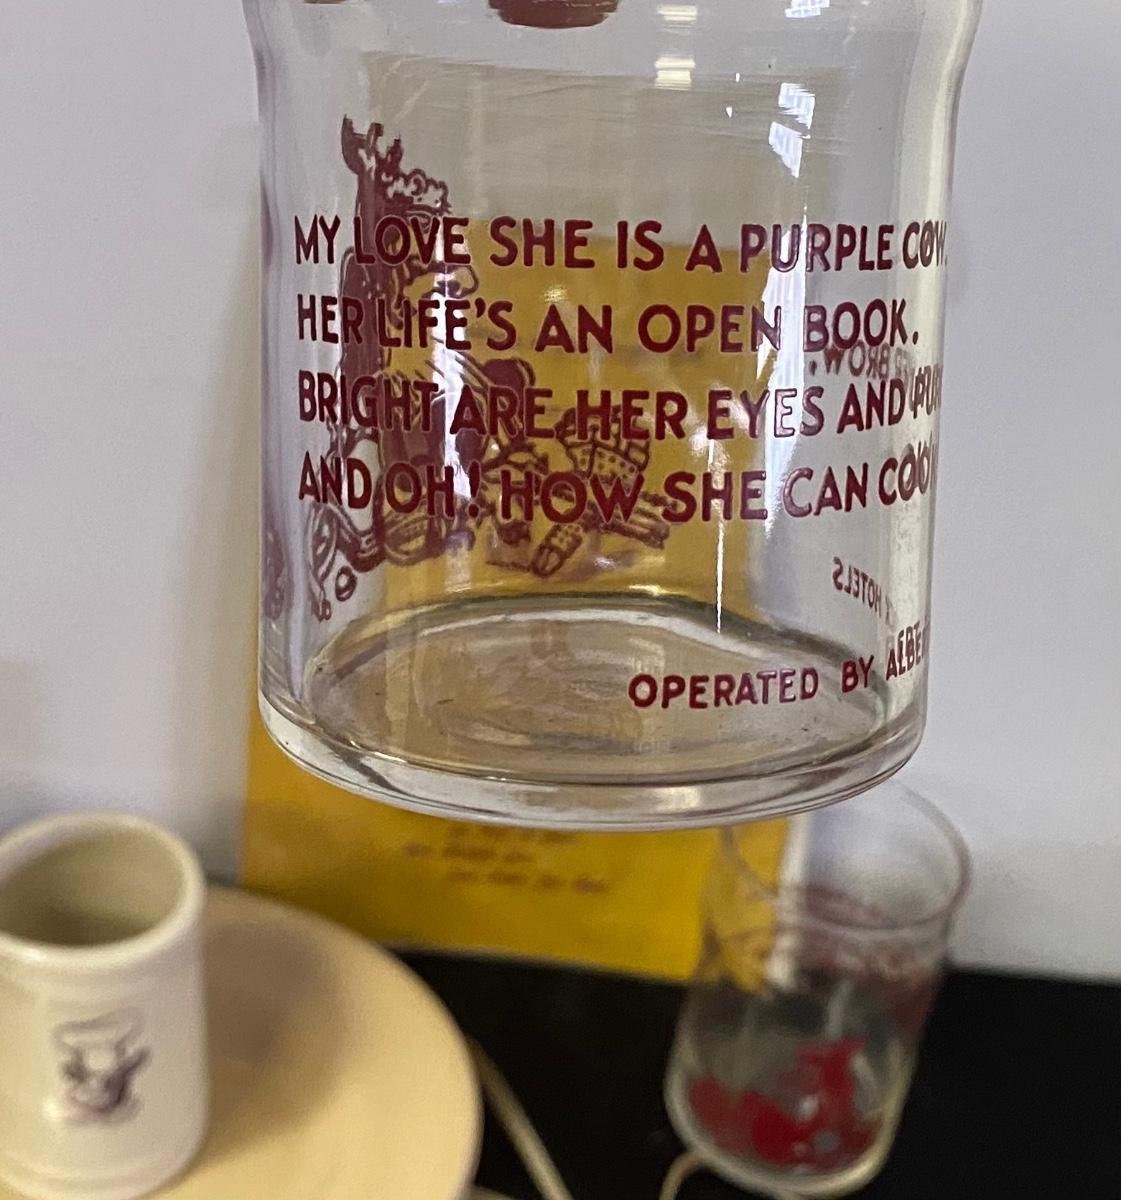 MY LOVE SHE IS A PURPLE COW.
HER LIFE'S AN OPEN BOOK.
BRIGHT ARE HER EYES AND
AND OH! HOW SHE CAN
HOTELS
OPERATED BY